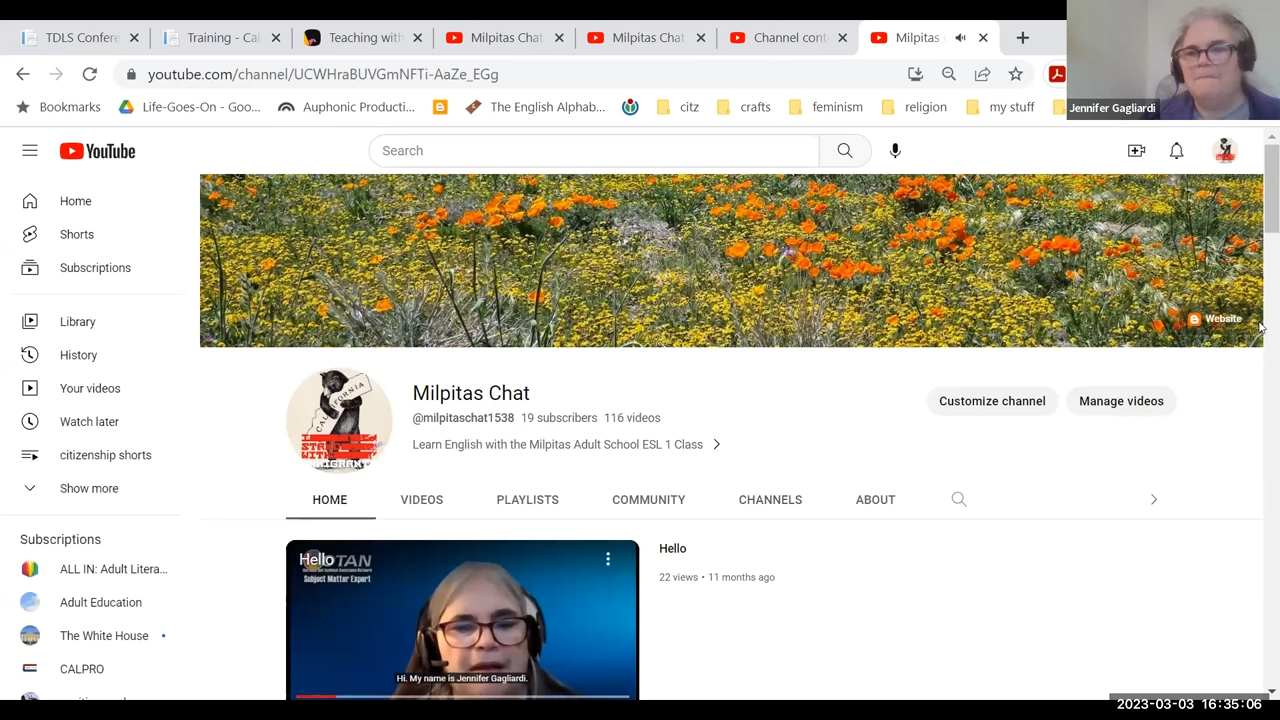 TDLS Confere
Training - Cal
Teaching with
Milpitas Chat
Milpitas Chat
Channel cont
Milpitas
youtube.com/channel/UCWHraBUVGmNFTi-AaZe_EGg
Jennifer Gagliardi
Bookmarks
Life-Goes-On - Goo...
Auphonic Producti...
The English Alphab...
citz
crafts
feminism
religion
my stuff
YouTube
Search
Home
Shorts
Subscriptions
Library
History
Your videos
Watch later
citizenship shorts
Show more
Subscriptions
ALL IN: Adult Litera...
Adult Education
The White House
CALPRO
Website
CALIFORNIA
I
STAND
WITH
Milpitas Chat
@milpitaschat1538 19 subscribers 116 videos
Learn English with the Milpitas Adult School ESL 1 Class
Customize channel
Manage videos
HOME
VIDEOS
PLAYLISTS
COMMUNITY
CHANNELS
ABOUT
Hello
Subject Matter Expert
Hi. My name is Jennifer Gagliardi.
Hello
22 views • 11 months ago
2023-03-03 16:35:06